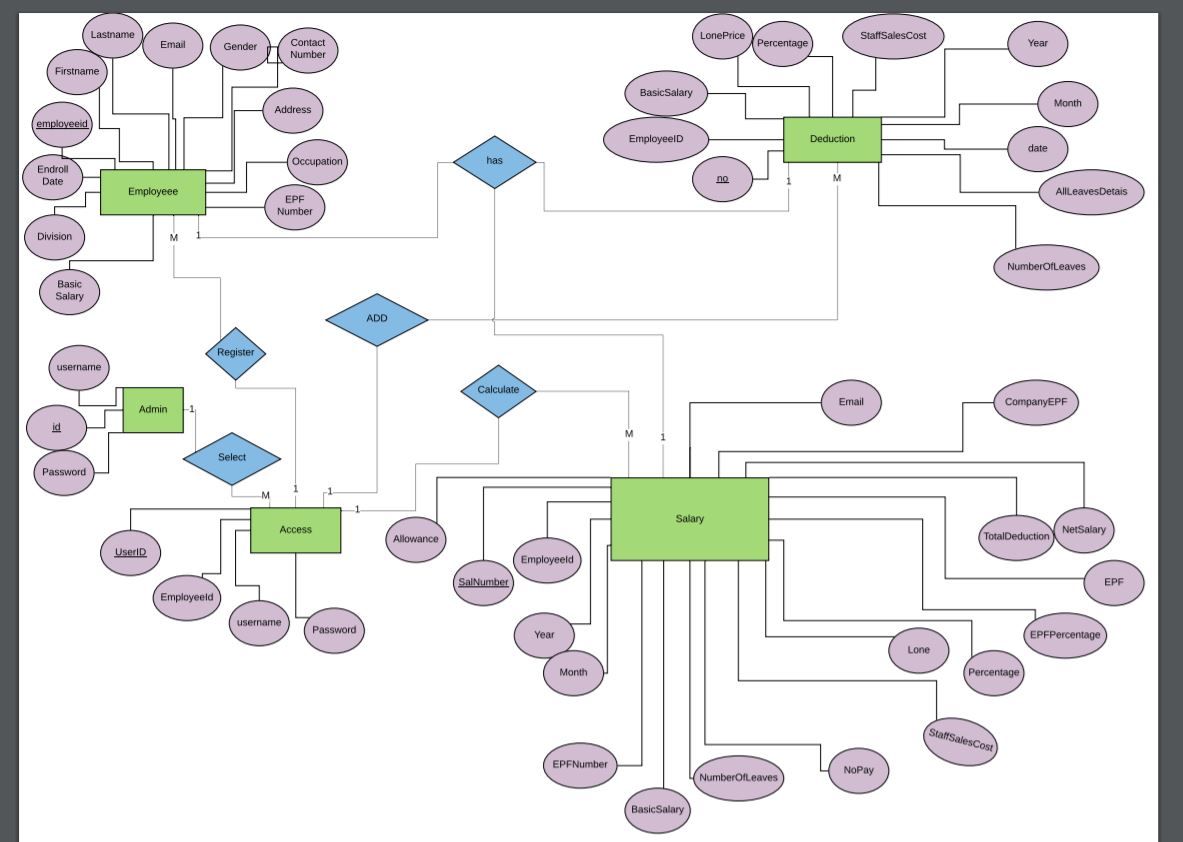 Lastname
Email
Gender
Contact
Number
Firstname
Address
employeeid
Occupation
Endroll
Date
Employeee
EPF
Number
Division
Basic
Salary
M
1
has
LonePrice
Percentage
StaffSalesCost
Year
BasicSalary
Month
EmployeeID
Deduction
date
no
1
M
AllLeavesDetais
NumberOfLeaves
ADD
Register
Calculate
username
Admin
1
id
Password
Select
M
1
1
1
Access
UserID
EmployeeId
username
Password
M
1
Email
CompanyEPF
Salary
Allowance
SalNumber
EmployeeId
TotalDeduction
NetSalary
EPF
Year
Month
EPFPercentage
Lone
Percentage
StaffSalesCost
EPFNumber
BasicSalary
NumberOfLeaves
NoPay